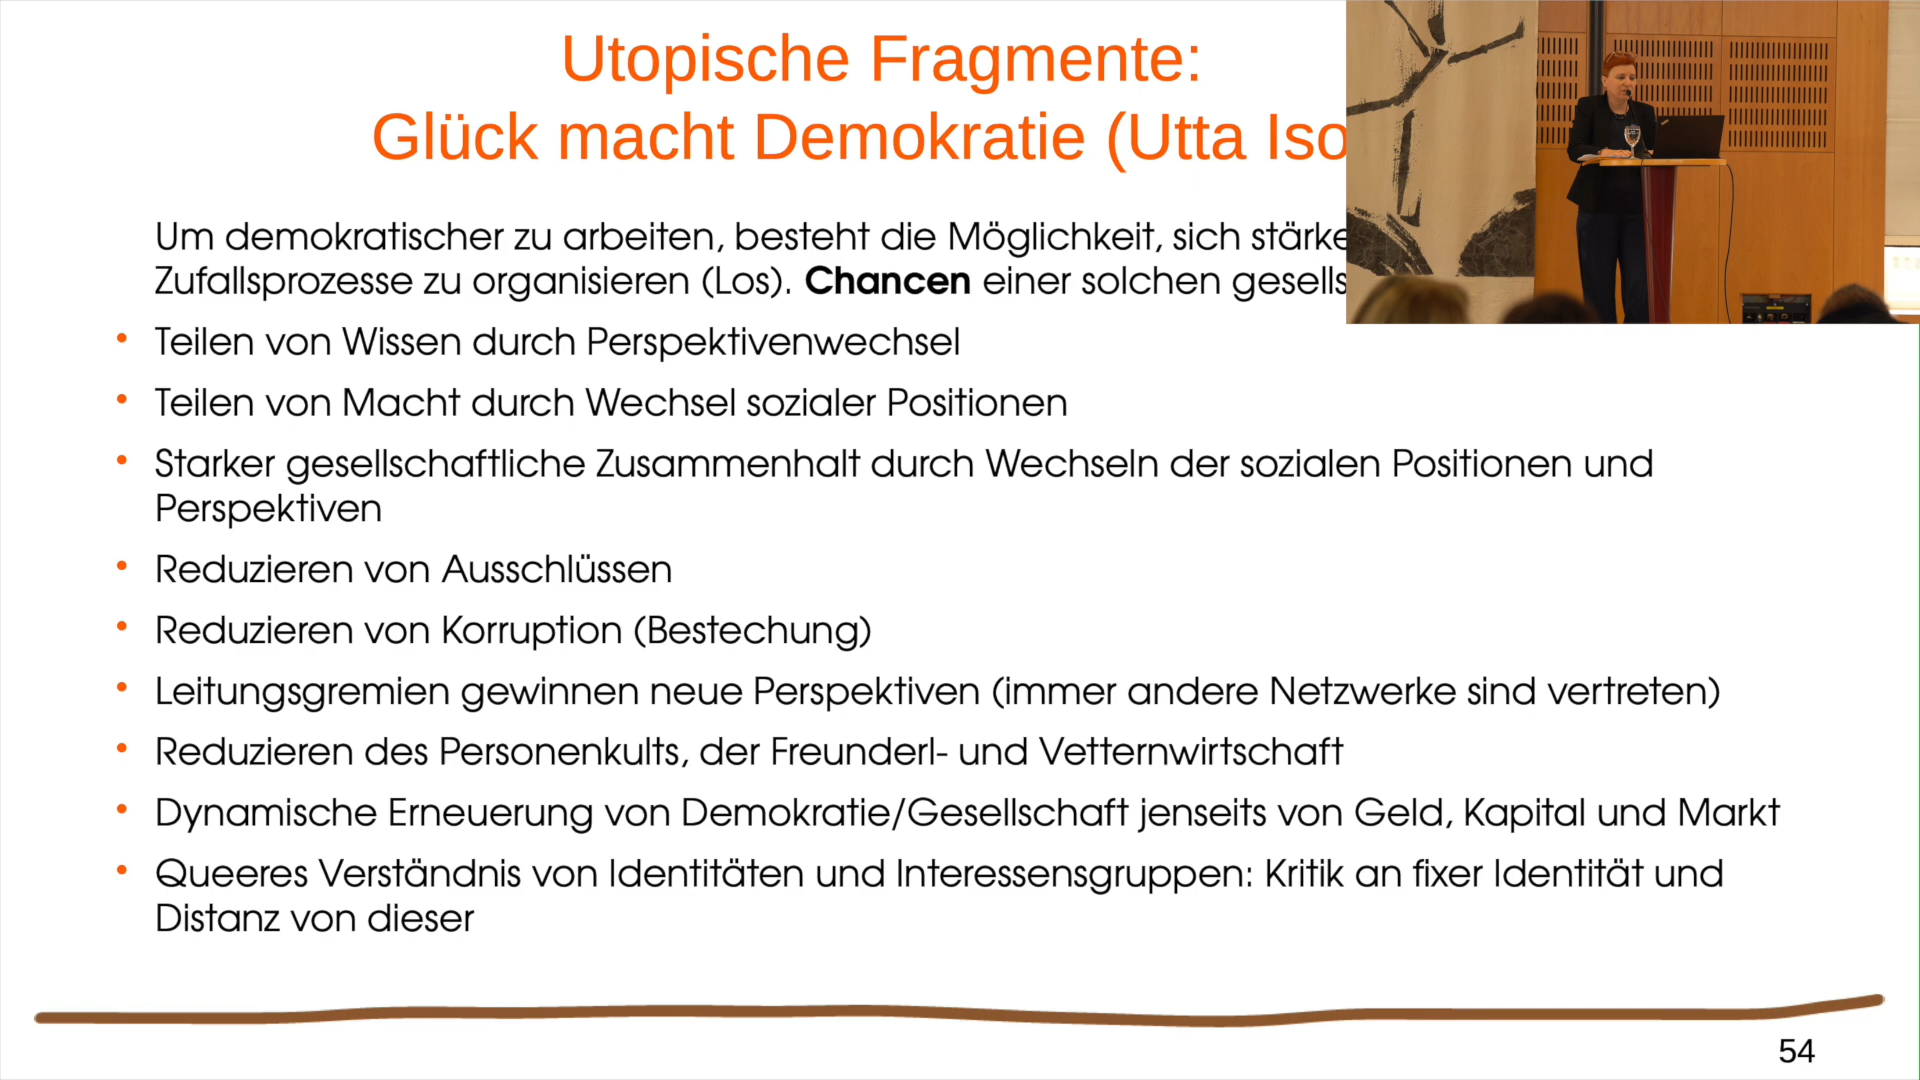 Utopische Fragmente:
Glück macht Demokratie (Utta
Um demokratischer zu arbeiten, besteht die Möglichkeit, sich
Zufallsprozesse zu organisieren (Los). Chancen einer solchen
• Teilen von Wissen durch Perspektivenwechsel
• Teilen von Macht durch Wechsel sozialer Positionen
• Starker gesellschaftliche Zusammenhalt durch Wechseln der sozialen Positionen und
Perspektiven
• Reduzieren von Ausschlüssen
• Reduzieren von Korruption (Bestechung)
• Leitungsgremien gewinnen neue Perspektiven (immer andere Netzwerke sind vertreten)
• Reduzieren des Personenkults, der Freunderl- und Vetternwirtschaft
• Dynamische Erneuerung von Demokratie/Gesellschaft jenseits von Geld, Kapital und Markt
• Queeres Verständnis von Identitäten und Interessensgruppen: Kritik an fixer Identität und
Distanz von dieser
54